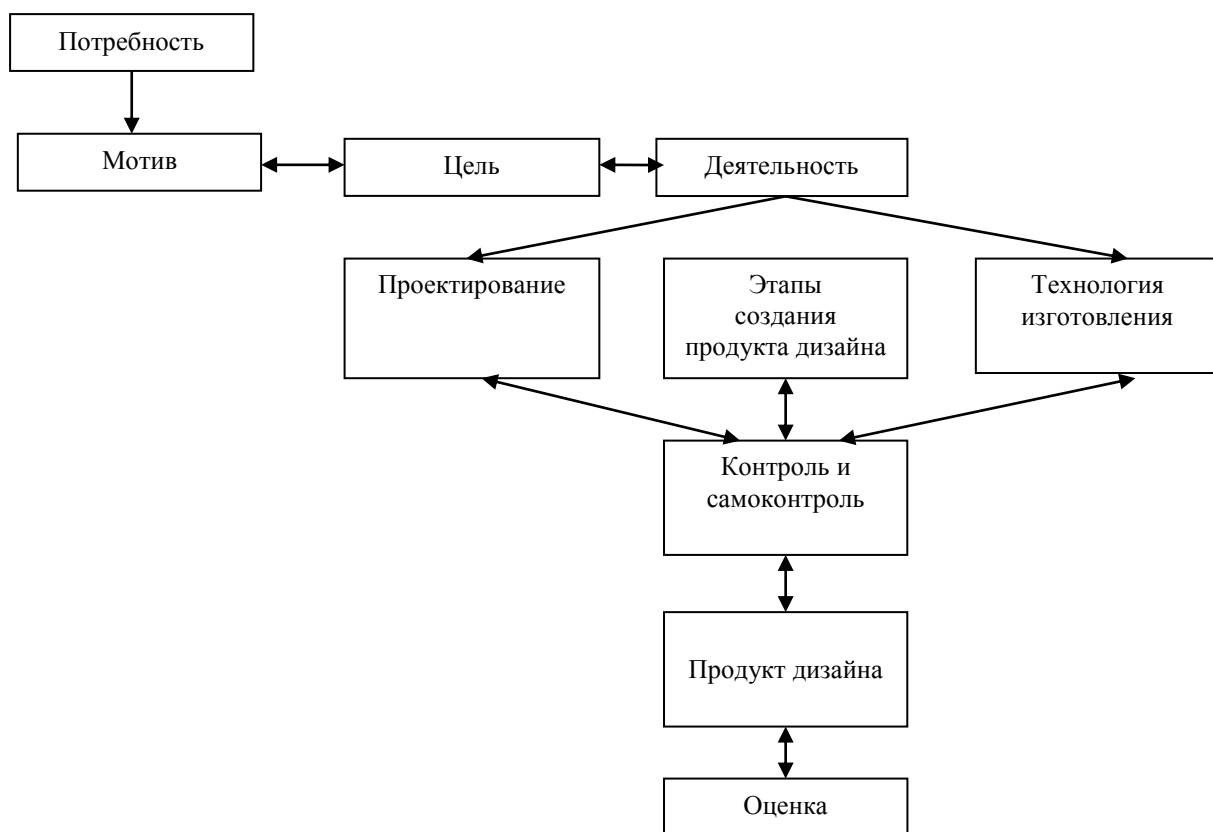 Потребность
Мотив
Цель
Деятельность
Проектирование
Этапы
создания
продукта дизайна
Технология
изготовления
Контроль и
самоконтроль
Продукт дизайна
Оценка